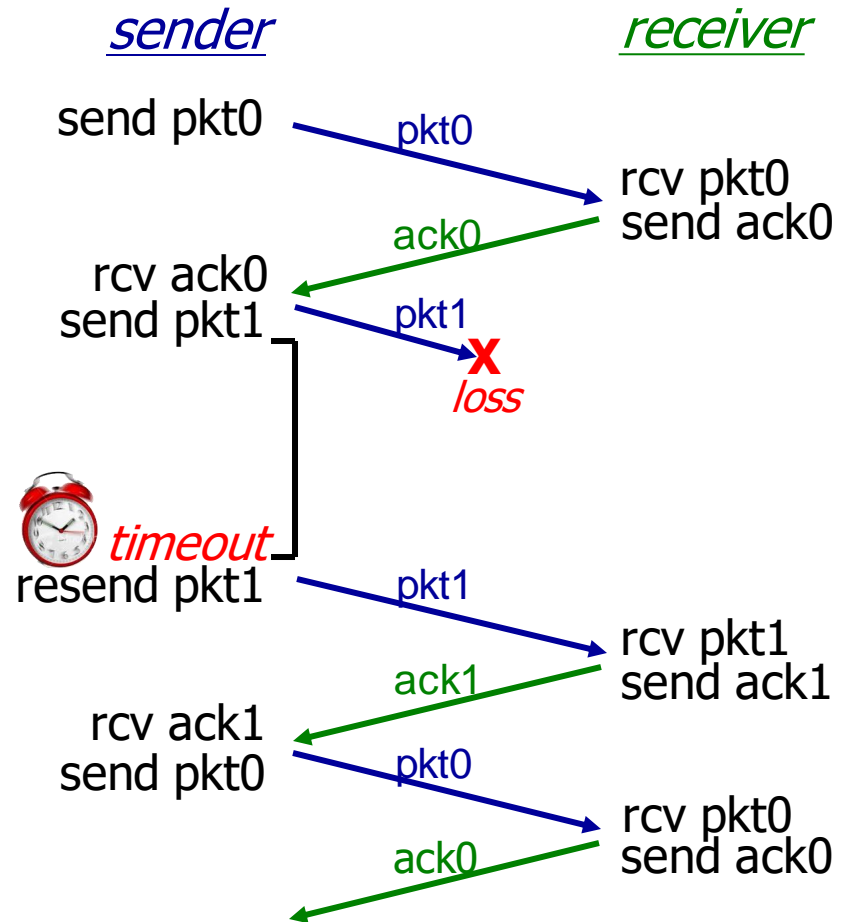 sender
receiver
send pkt0
pkt0
rcv pkt0
send ack0
ack0
rcv ack0
send pkt1
pkt1
X
loss
timeout
resend pkt1
pkt1
rcv pkt1
send ack1
ack1
rcv ack1
send pkt0
pkt0
rcv pkt0
send ack0
ack0